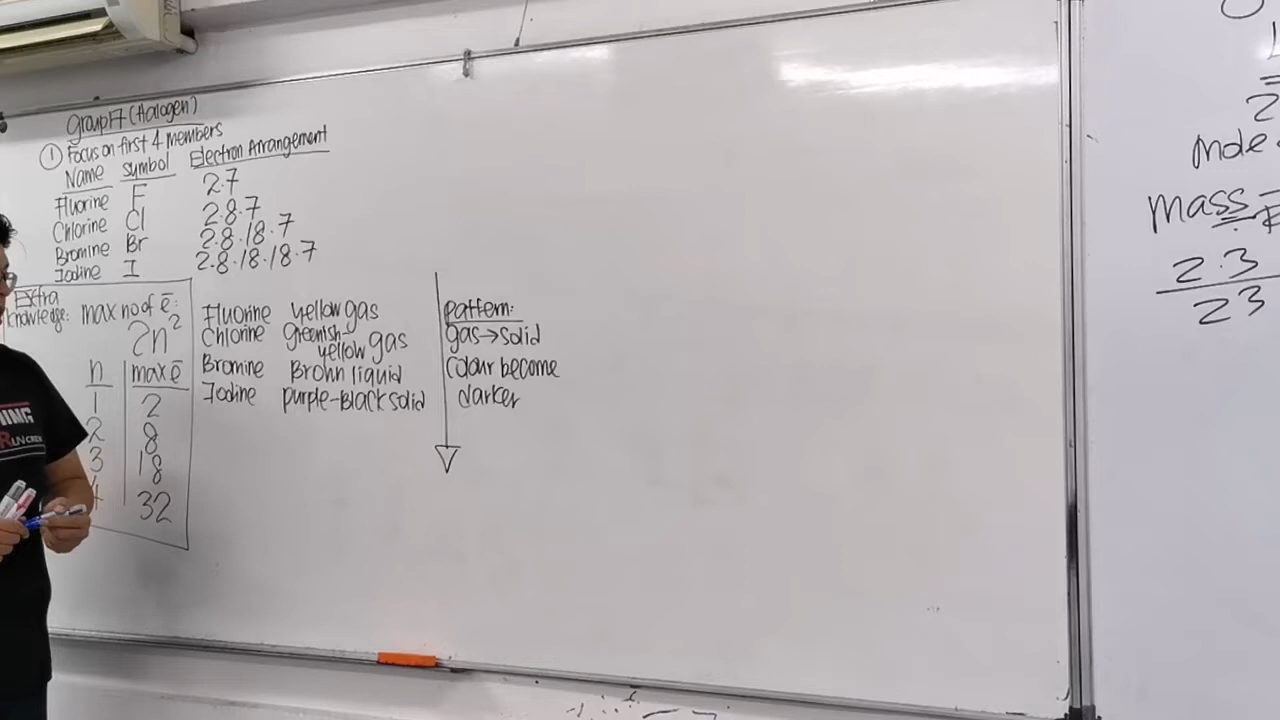 Group 17 (Halogen)
① Focus on first 4 members
Name Symbol Electron Arrangement
Fluorine F 2.7
Chlorine Cl 2.8.7
Bromine Br 2.8.18.7
Iodine I 2.8.18.18.7
Extra
knowledge: max no of ē:
2n²
n max ē
1 2
2 8
3 18
4 32
Fluorine yellow gas
Chlorine Greenish-
yellow gas
Bromine Brohn liquid
Iodine purple-Black solid
pattern:
gas→solid
Colour become
darker
mass =
2.3
23